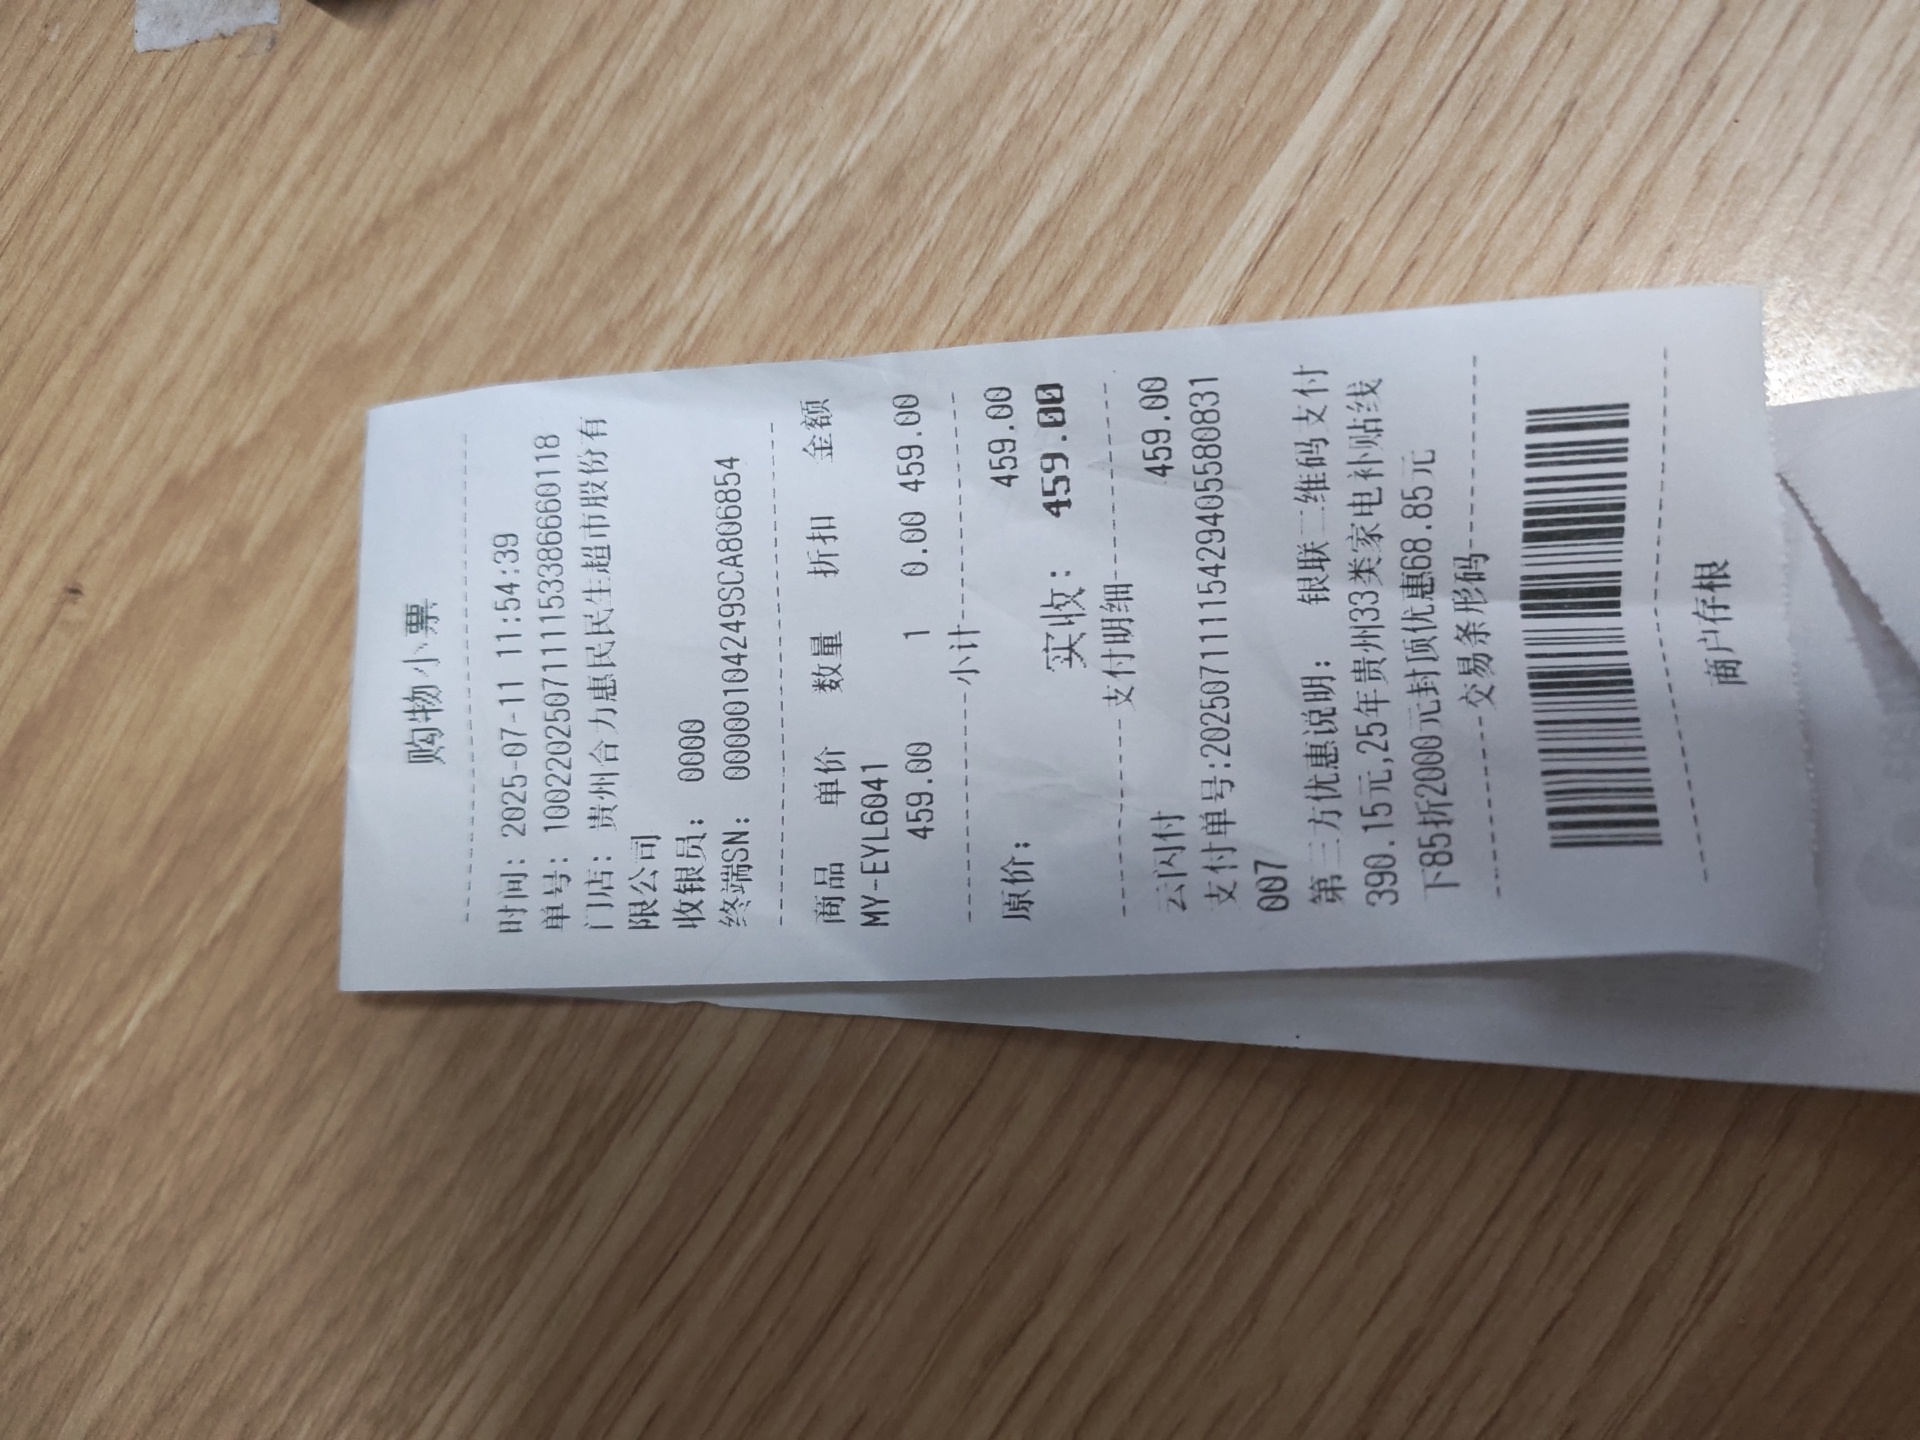 购物小票
时间：2025-07-11 11:54:39
单号：10022025071111533866660118
门店：贵州合力惠民民生超市股份有
限公司
收银员：0000
终端SN：00000104249SCA806854
商品 单价 数量 折扣 金额
MY-EYL6041
459.00 1 0.00 459.00
小计
原价： 459.00
实收：459.00
支付明细
云闪付 459.00
支付单号:20250711115429405580831
007
第三方优惠说明：银联二维码支付
390.15元,25年贵州33类家电补贴线
下85折2000元封顶优惠68.85元
交易条形码
商户存根